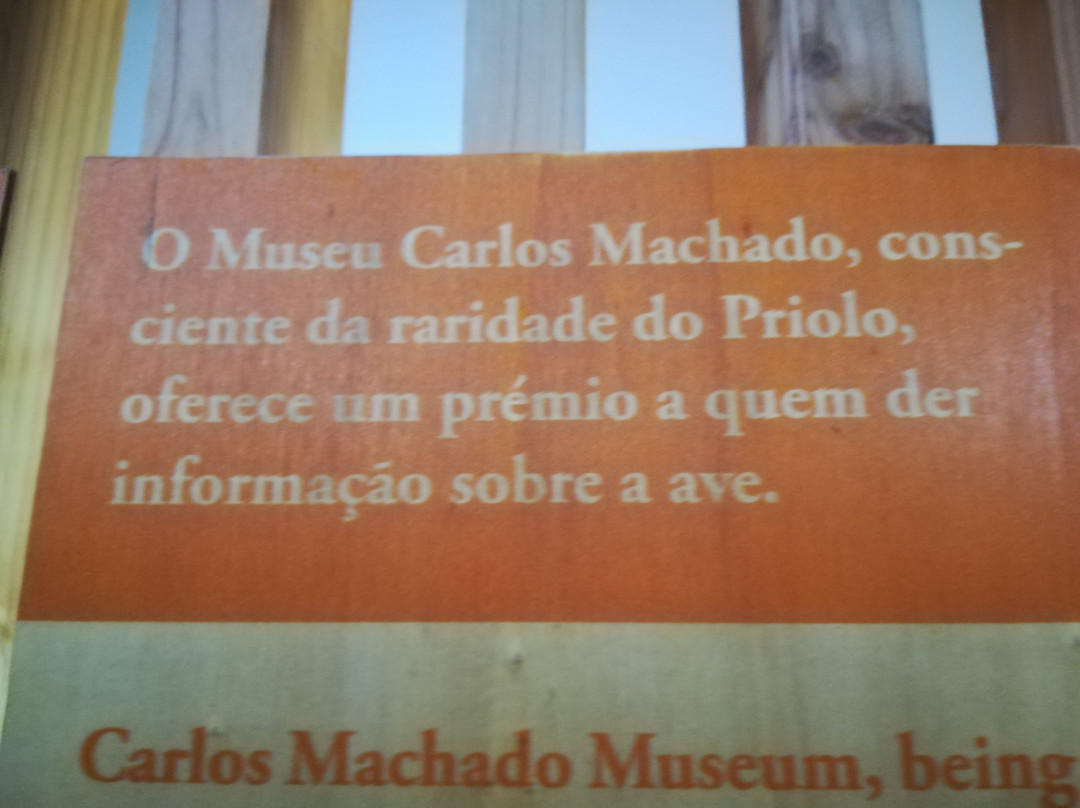 O Museu Carlos Machado, cons-
ciente da raridade do Priolo,
oferece um prémio a quem der
informação sobre a ave.
Carlos Machado Museum, being